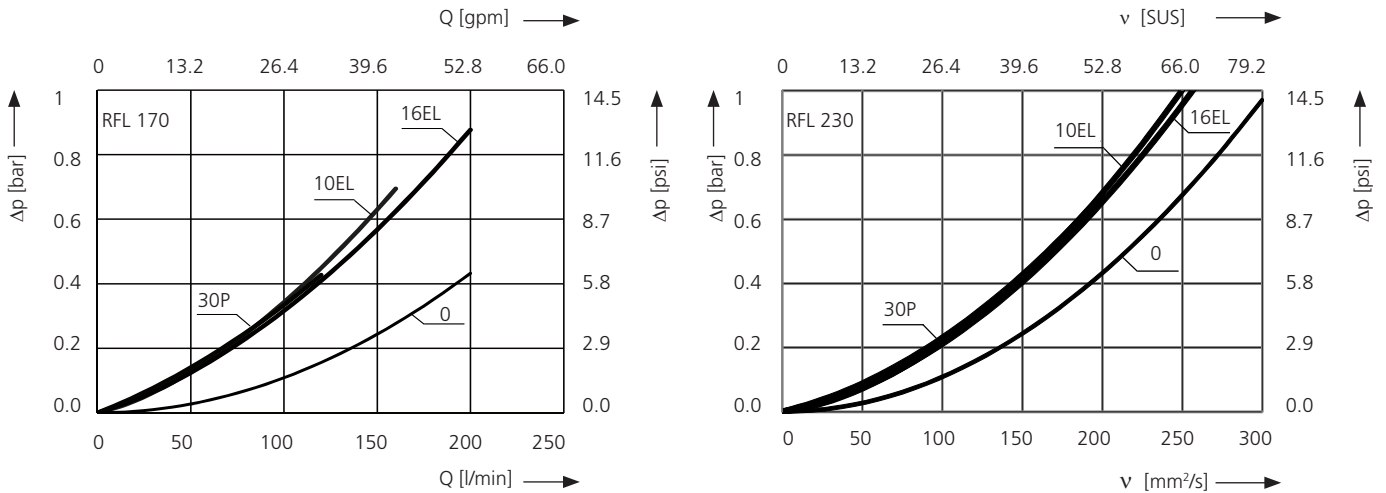 Q [gpm]
0 13.2 26.4 39.6 52.8 66.0
1 14.5
RFL 170
16EL
0.8 11.6
10EL
Δp [bar]
Δp [psi]
0.6 8.7
0.4 5.8
30P
0
0.2 2.9
0.0 0.0
0 50 100 150 200 250
Q [l/min]
ν [SUS]
0 13.2 26.4 39.6 52.8 66.0 79.2
1 14.5
RFL 230
16EL
10EL
0.8 11.6
Δp [bar]
Δp [psi]
0.6 8.7
0
0.4 5.8
30P
0.2 2.9
0.0 0.0
0 50 100 150 200 250 300
ν [mm²/s]